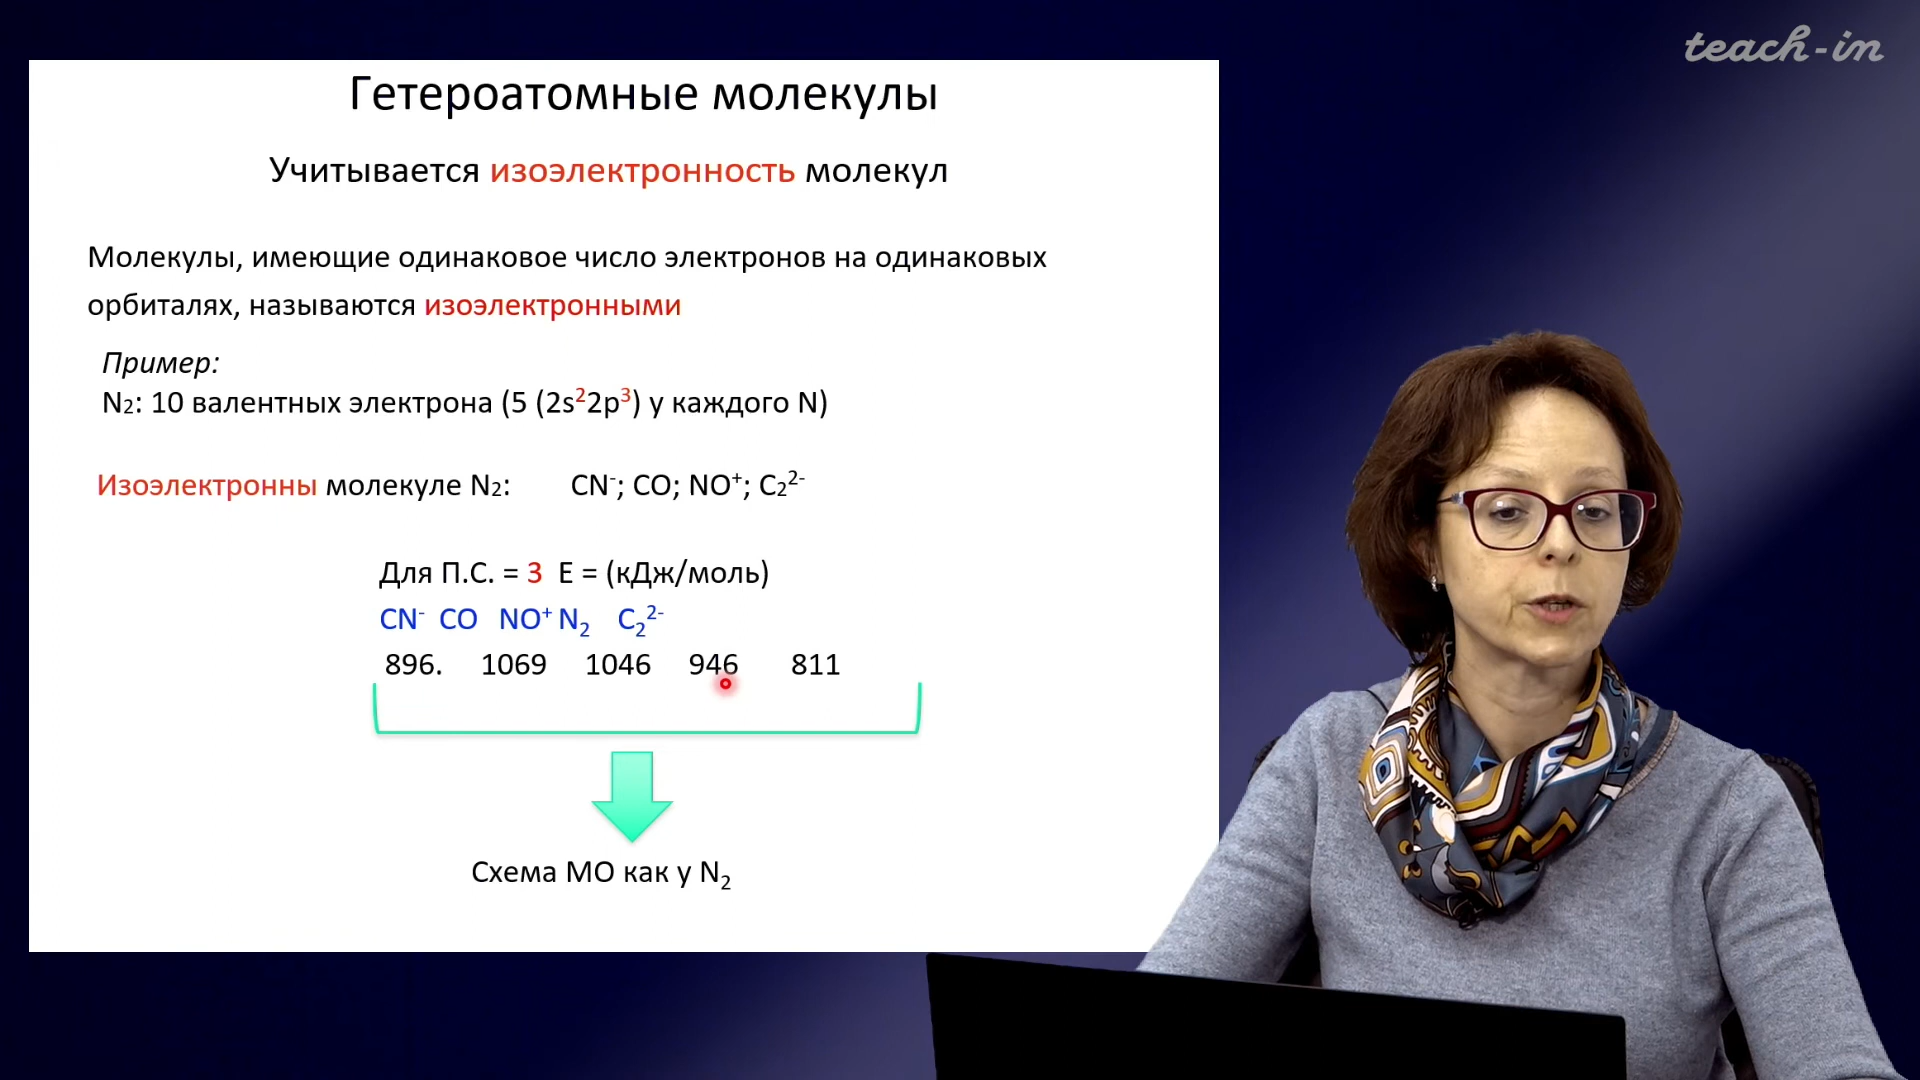 teach-in
Гетероатомные молекулы
Учитывается изоэлектронность молекул
Молекулы, имеющие одинаковое число электронов на одинаковых
орбиталях, называются изоэлектронными
Пример:
N₂: 10 валентных электрона (5 (2s²2p³) у каждого N)
Изоэлектронны молекуле N₂: CN⁻; CO; NO⁺; C₂²⁻
Для П.С. = 3 E = (кДж/моль)
CN⁻ CO NO⁺ N₂ C₂²⁻
896. 1069 1046 946 811
Схема МО как у N₂